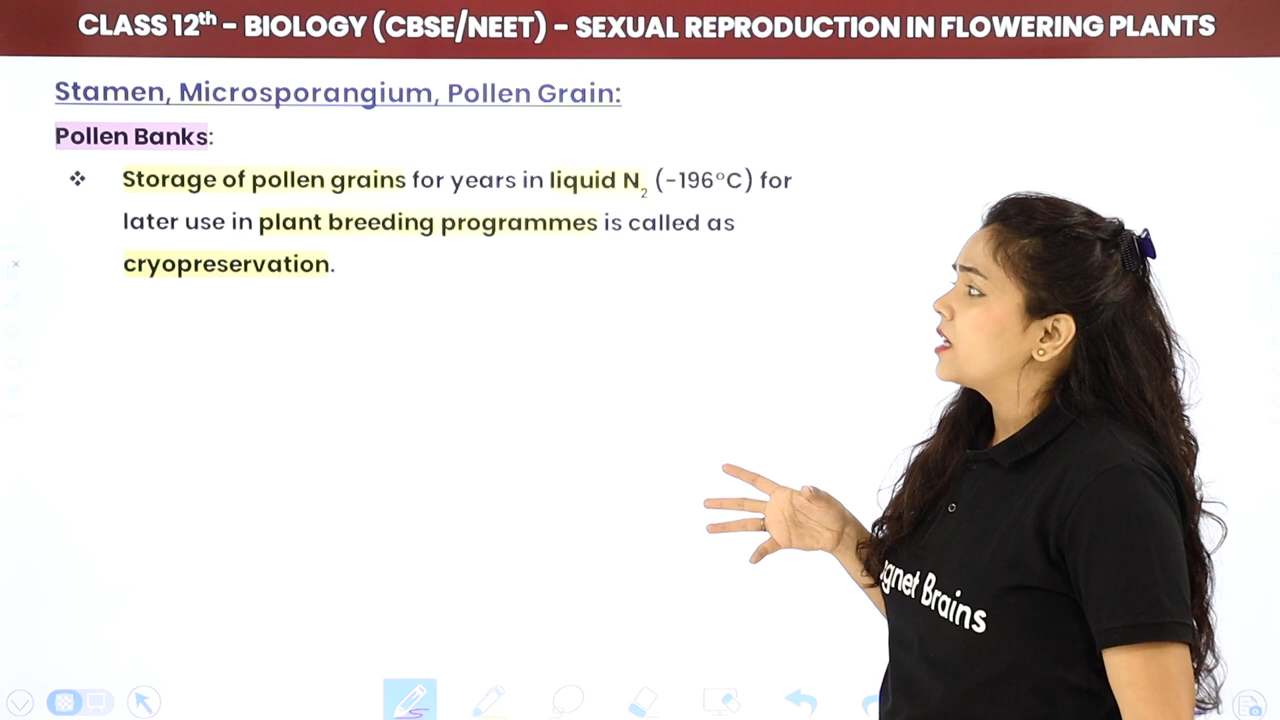 CLASS 12th – BIOLOGY (CBSE/NEET) – SEXUAL REPRODUCTION IN FLOWERING PLANTS
Stamen, Microsporangium, Pollen Grain:
Pollen Banks:
❖ Storage of pollen grains for years in liquid N₂ (-196°C) for
later use in plant breeding programmes is called as
cryopreservation.
gnet Brains